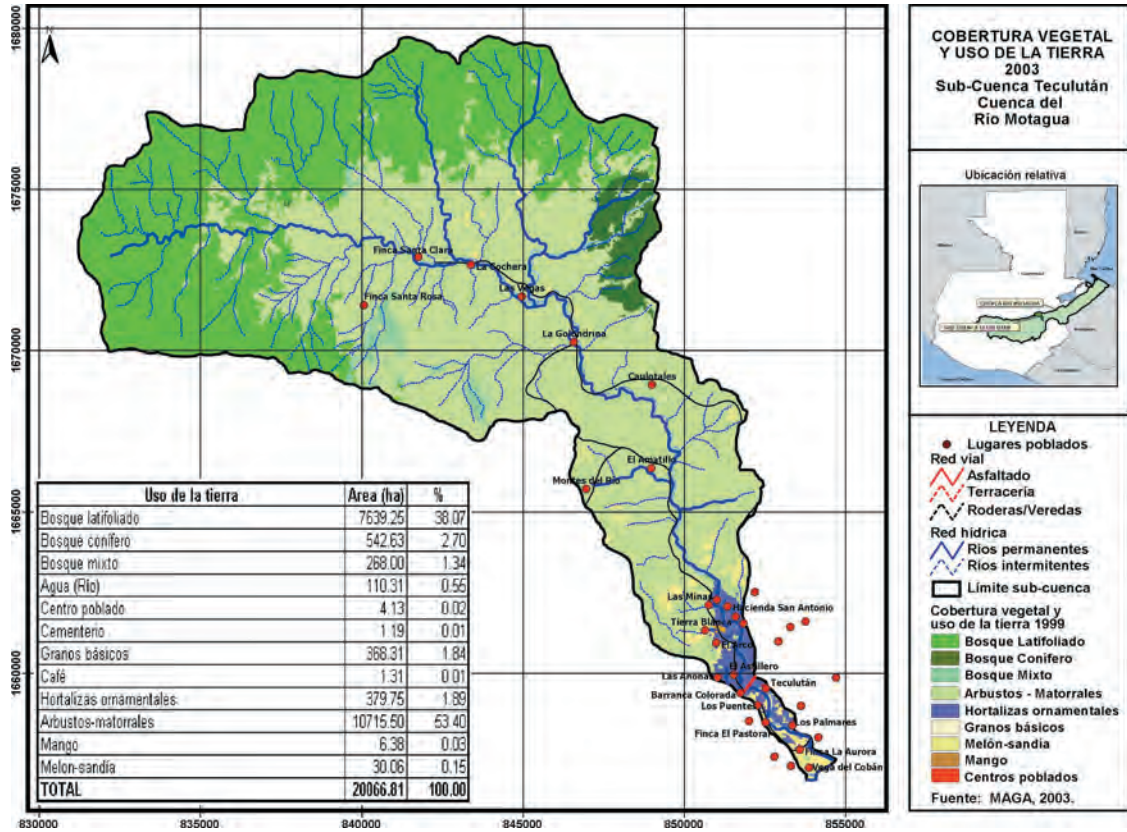 COBERTURA VEGETAL
Y USO DE LA TIERRA
2003
Sub-Cuenca Teculután
Cuenca del
Río Motagua
Ubicación relativa
LEYENDA
Lugares poblados
Red vial
Asfaltado
Terracería
Roderas/Veredas
Red hídrica
Ríos permanentes
Ríos intermitentes
Límite sub-cuenca
Cobertura vegetal y
uso de la tierra 1999
Bosque Latifoliado
Bosque Conifero
Bosque Mixto
Arbustos - Matorrales
Hortalizas ornamentales
Granos básicos
Melón-sandía
Mango
Centros poblados
Fuente: MAGA, 2003.
N
1680000
1675000
1670000
1665000
1660000
830000
835000
840000
845000
850000
855000
Finca Santa Clara
La Cochera
Las Vegas
Finca Santa Rosa
La Golondrina
Caulotales
El Amatillo
Montes del Río
Las Minas
Hacienda San Antonio
Tierra Blanca
El Arco
El Astillero
Las Anonas
Teculután
Barranca Colorada
Los Puentes
Los Palmares
Finca El Pastoral
Finca La Aurora
Vega del Cobán
Uso de la tierra Area (ha) %
Bosque latifoliado 7639.25 38.07
Bosque conífero 542.63 2.70
Bosque mixto 268.00 1.34
Agua (Río) 110.31 0.55
Centro poblado 4.13 0.02
Cementerio 1.19 0.01
Granos básicos 368.31 1.84
Café 1.31 0.01
Hortalizas ornamentales 379.75 1.89
Arbustos-matorrales 10715.50 53.40
Mango 6.38 0.03
Melon-sandía 30.06 0.15
TOTAL 20066.81 100.00